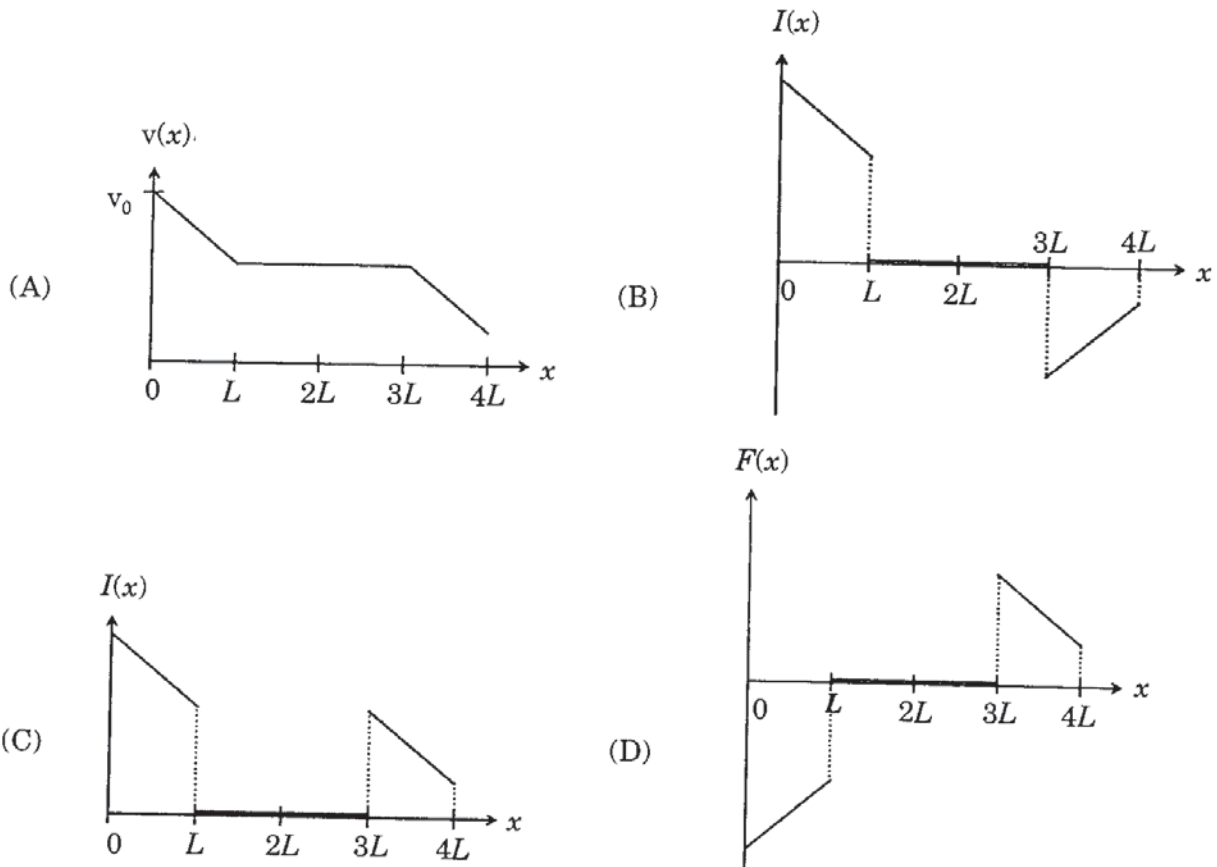 v(x)
v₀
(A)
0 L 2L 3L 4L x
I(x)
(B)
3L 4L
0 L 2L x
I(x)
(C)
0 L 2L 3L 4L x
F(x)
(D)
0 L 2L 3L 4L x